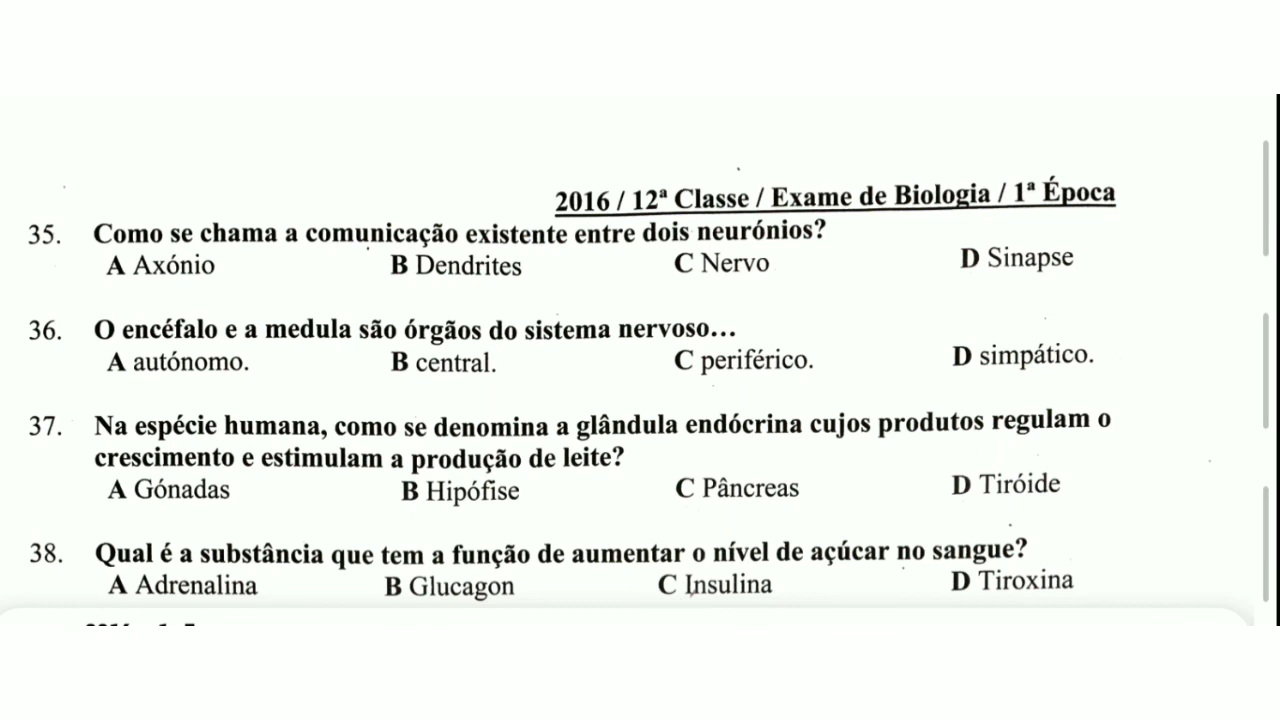 2016 / 12ª Classe / Exame de Biologia / 1ª Época
35. Como se chama a comunicação existente entre dois neurónios?
A Axónio B Dendrites C Nervo D Sinapse
36. O encéfalo e a medula são órgãos do sistema nervoso…
A autónomo. B central. C periférico. D simpático.
37. Na espécie humana, como se denomina a glândula endócrina cujos produtos regulam o
crescimento e estimulam a produção de leite?
A Gónadas B Hipófise C Pâncreas D Tiróide
38. Qual é a substância que tem a função de aumentar o nível de açúcar no sangue?
A Adrenalina B Glucagon C Insulina D Tiroxina